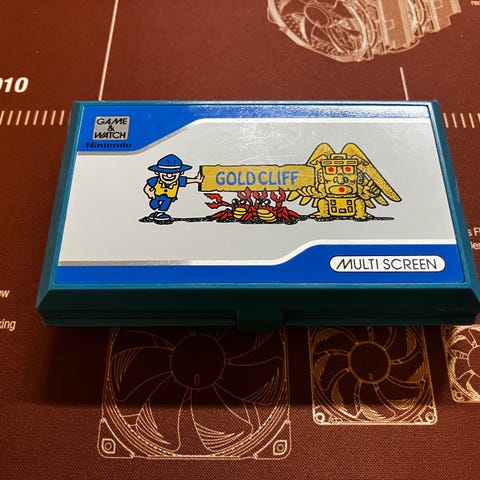 010
GAME
&
WATCH
Nintendo
GOLD CLIFF
MULTI SCREEN